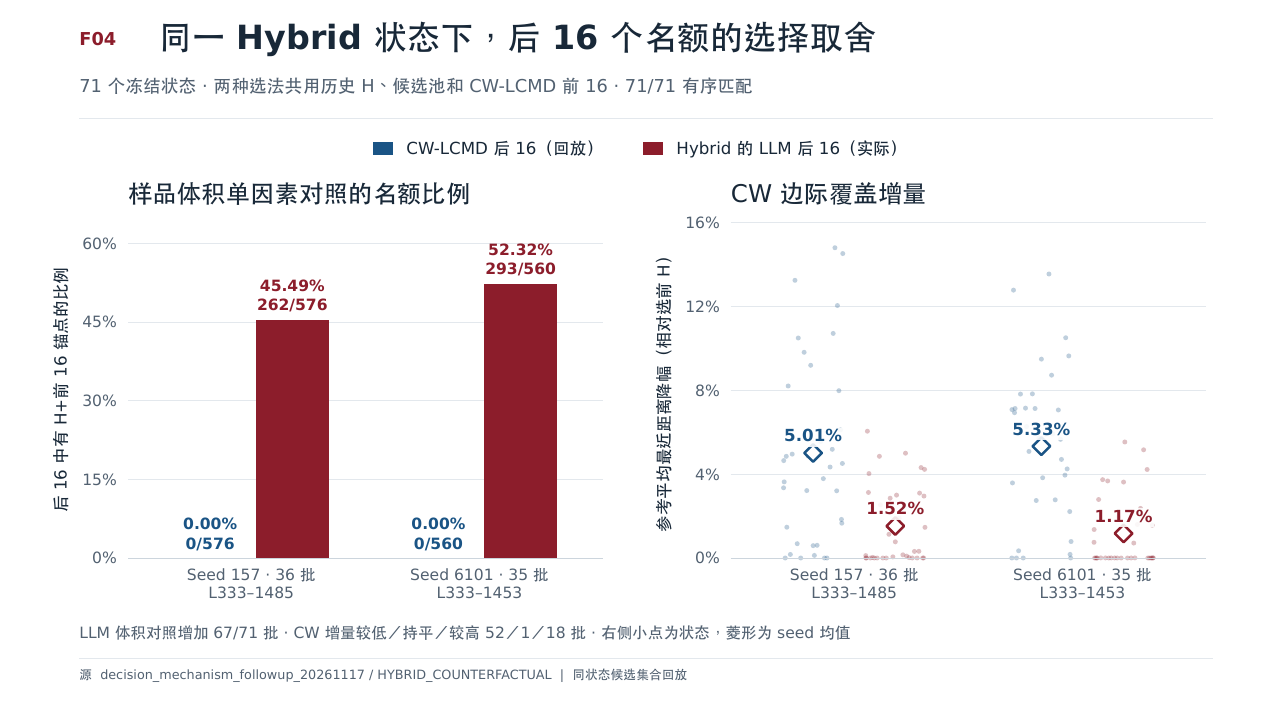 F04 同一 Hybrid 状态下，后 16 个名额的选择取舍
71 个冻结状态 · 两种选法共用历史 H、候选池和 CW-LCMD 前 16 · 71/71 有序匹配
CW-LCMD 后 16（回放）
Hybrid 的 LLM 后 16（实际）
样品体积单因素对照的名额比例
后 16 中有 H+前 16 锚点的比例
60%
45%
30%
15%
0%
0.00%
0/576
45.49%
262/576
0.00%
0/560
52.32%
293/560
Seed 157 · 36 批
L333–1485
Seed 6101 · 35 批
L333–1453
CW 边际覆盖增量
参考平均最近距离降幅（相对选前 H）
16%
12%
8%
4%
0%
5.01%
1.52%
5.33%
1.17%
Seed 157 · 36 批
L333–1485
Seed 6101 · 35 批
L333–1453
LLM 体积对照增加 67/71 批 · CW 增量较低／持平／较高 52／1／18 批 · 右侧小点为状态，菱形为 seed 均值
源 decision_mechanism_followup_20261117 / HYBRID_COUNTERFACTUAL | 同状态候选集合回放